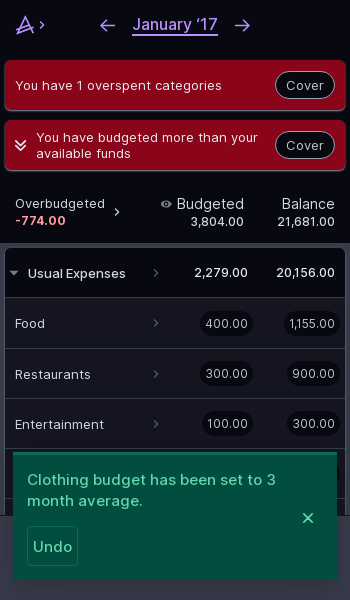 January ‘17
You have 1 overspent categories
Cover
You have budgeted more than your
available funds
Cover
Overbudgeted
-774.00
Budgeted
3,804.00
Balance
21,681.00
Usual Expenses 2,279.00 20,156.00
Food 400.00 1,155.00
Restaurants 300.00 900.00
Entertainment 100.00 300.00
Clothing budget has been set to 3
month average.
Undo